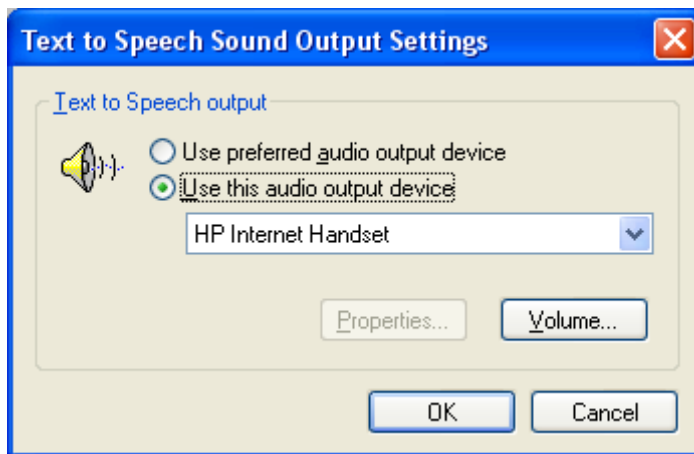 Text to Speech Sound Output Settings
Text to Speech output
Use preferred audio output device
Use this audio output device
HP Internet Handset
Properties...
Volume...
OK
Cancel